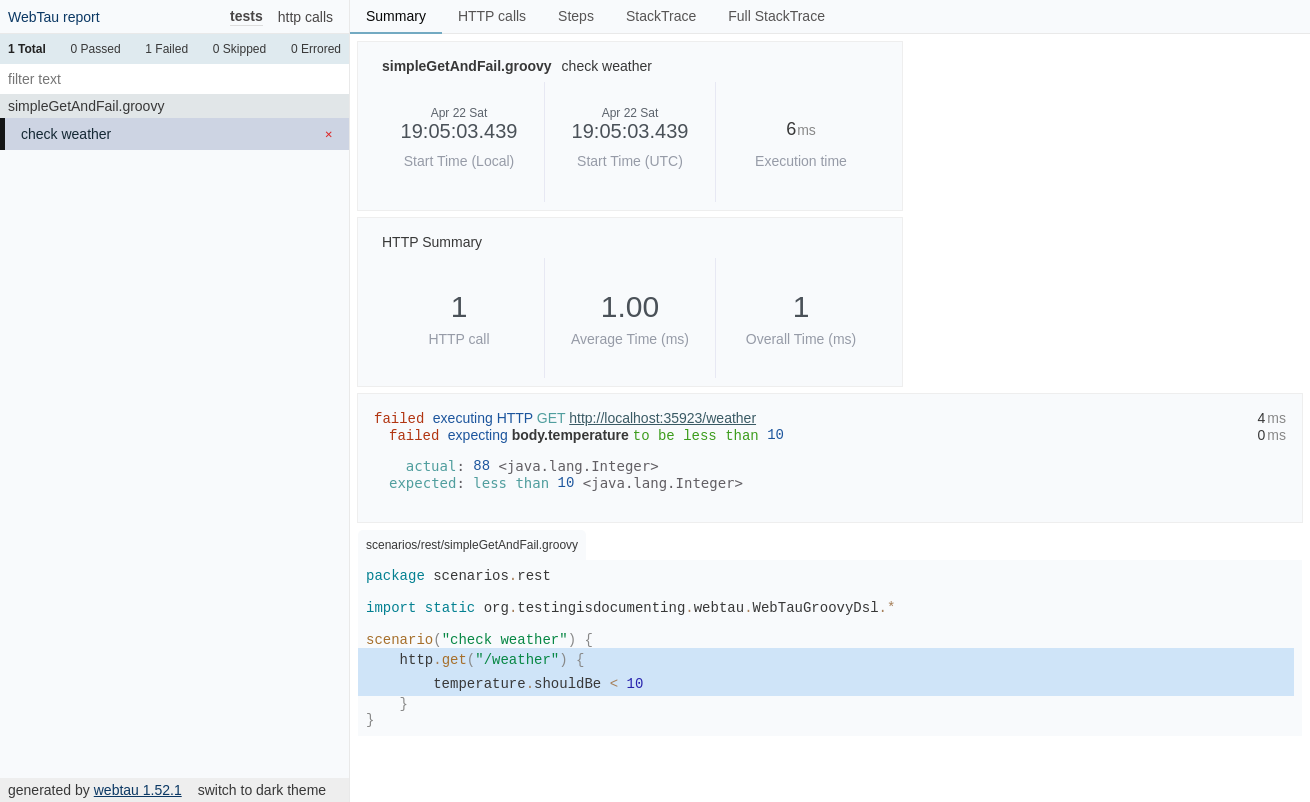 WebTau report tests http calls
1 Total 0 Passed 1 Failed 0 Skipped 0 Errored
filter text
simpleGetAndFail.groovy
check weather ×
generated by webtau 1.52.1 switch to dark theme
Summary HTTP calls Steps StackTrace Full StackTrace
simpleGetAndFail.groovy check weather
Apr 22 Sat Apr 22 Sat
19:05:03.439 19:05:03.439 6ms
Start Time (Local) Start Time (UTC) Execution time
HTTP Summary
1 1.00 1
HTTP call Average Time (ms) Overall Time (ms)
failed executing HTTP GET http://localhost:35923/weather 4ms
failed expecting body.temperature to be less than 10 0ms
actual: 88 <java.lang.Integer>
expected: less than 10 <java.lang.Integer>
scenarios/rest/simpleGetAndFail.groovy
package scenarios.rest
import static org.testingisdocumenting.webtau.WebTauGroovyDsl.*
scenario("check weather") {
http.get("/weather") {
temperature.shouldBe < 10
}
}